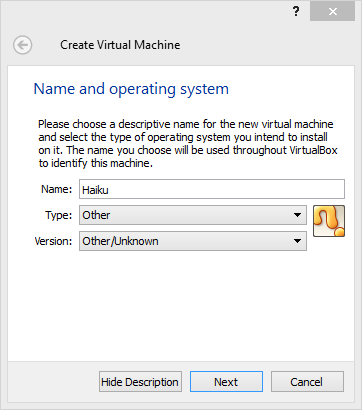 ?
Create Virtual Machine
Name and operating system
Please choose a descriptive name for the new virtual machine
and select the type of operating system you intend to install
on it. The name you choose will be used throughout VirtualBox
to identify this machine.
Name: Haiku
Type: Other
Version: Other/Unknown
Hide Description Next Cancel